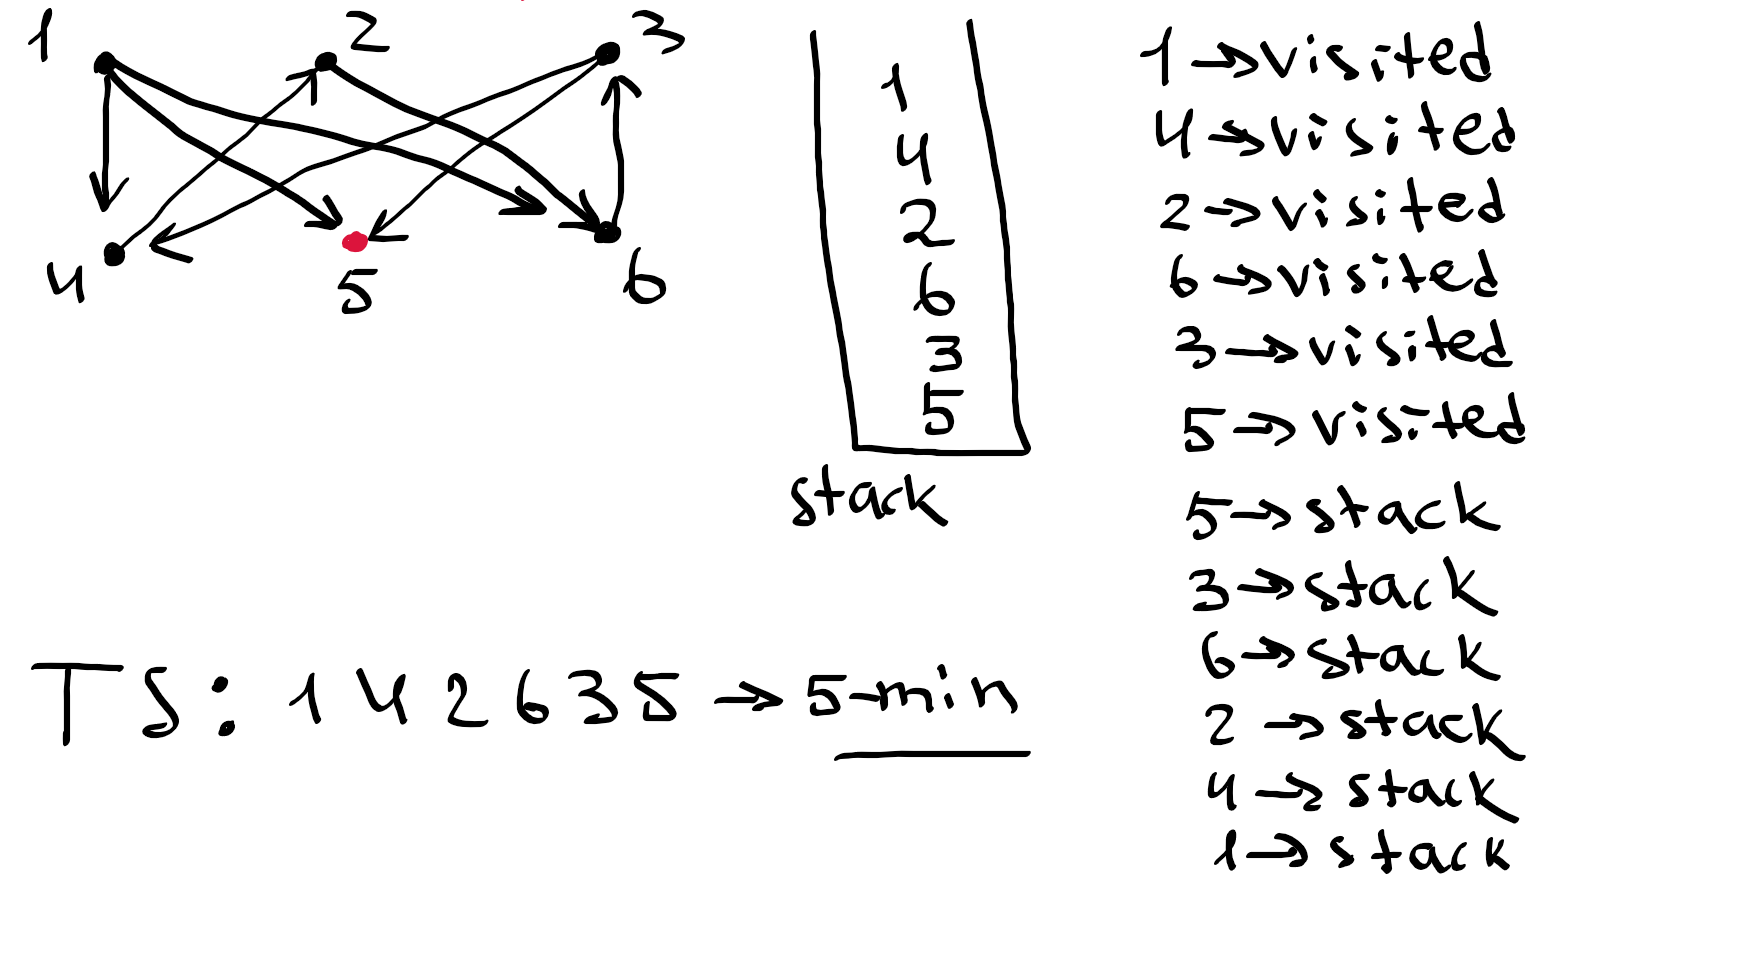 1 2 3
4 5 6
1
4
2
6
3
5
stack
TS: 1 4 2 6 3 5 → 5-min
1 → visited
4 → visited
2 → visited
6 → visited
3 → visited
5 → visited
5 → stack
3 → stack
6 → stack
2 → stack
4 → stack
1 → stack